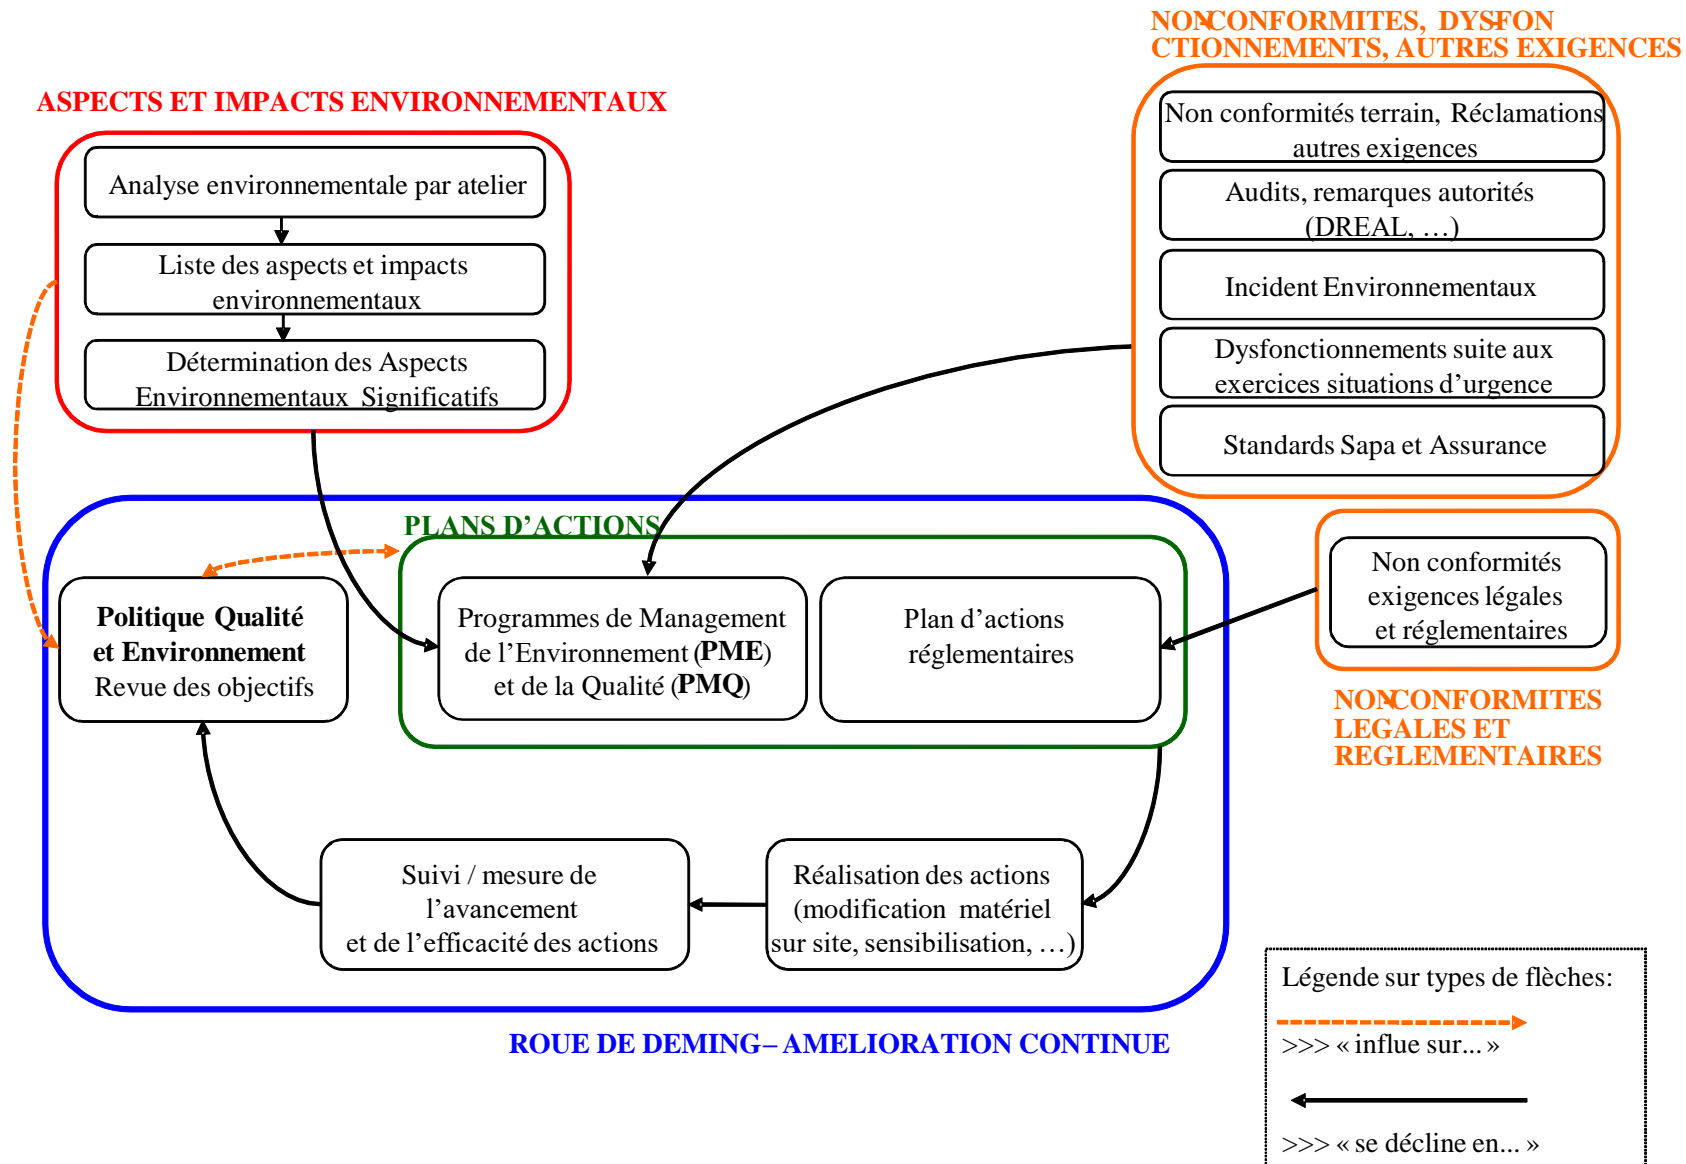 NON-CONFORMITES, DYSFON
CTIONNEMENTS, AUTRES EXIGENCES
ASPECTS ET IMPACTS ENVIRONNEMENTAUX
Non conformités terrain, Réclamations
autres exigences
Analyse environnementale par atelier
Audits, remarques autorités
(DREAL, …)
Liste des aspects et impacts
environnementaux
Incident Environnementaux
Détermination des Aspects
Environnementaux Significatifs
Dysfonctionnements suite aux
exercices situations d’urgence
Standards Sapa et Assurance
PLANS D’ACTIONS
Politique Qualité
et Environnement
Revue des objectifs
Programmes de Management
de l’Environnement (PME)
et de la Qualité (PMQ)
Plan d’actions
réglementaires
Non conformités
exigences légales
et réglementaires
NON-CONFORMITES
LEGALES ET
REGLEMENTAIRES
Suivi / mesure de
l’avancement
et de l’efficacité des actions
Réalisation des actions
(modification matériel
sur site, sensibilisation, …)
ROUE DE DEMING – AMELIORATION CONTINUE
Légende sur types de flèches:
>>> « influe sur... »
>>> « se décline en... »